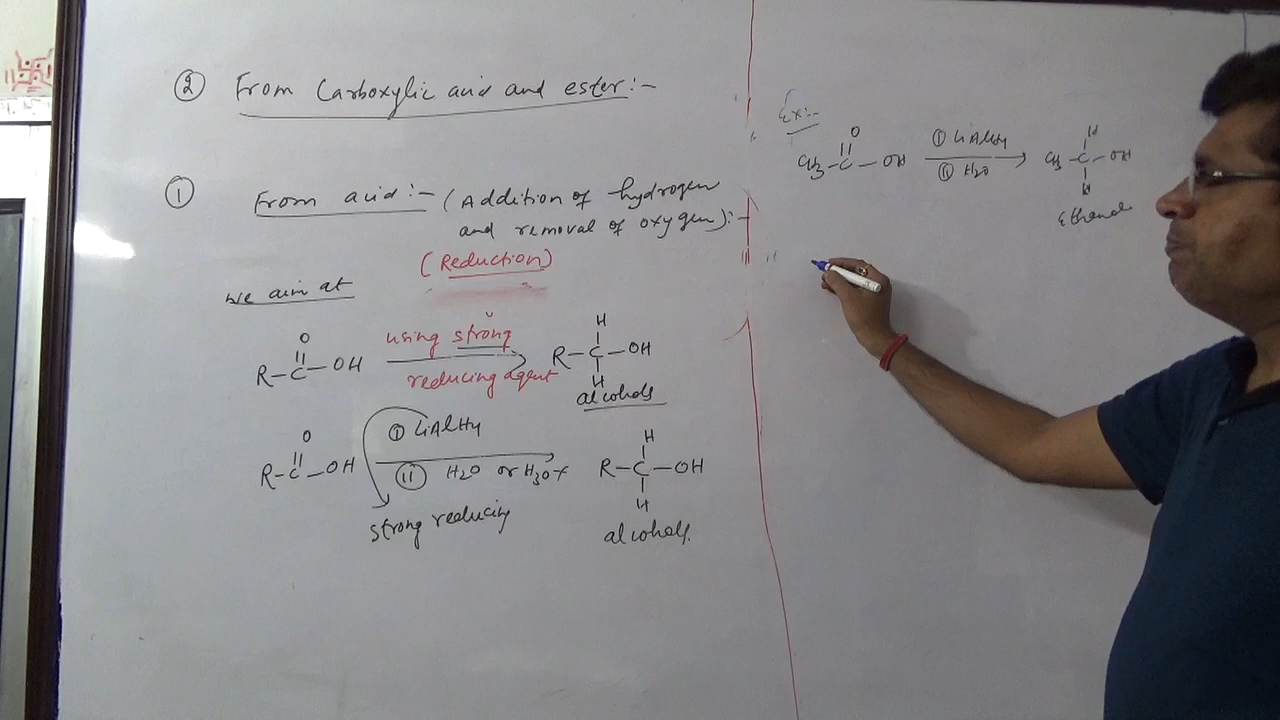 ② From Carboxylic acid and ester:-
① From acid:- (Addition of hydrogen
and removal of oxygen):-
(Reduction)
We aim at
O
R-C-OH
using strong
reducing agent
H
R-C-OH
H
alcohols
O
R-C-OH
① LiAlH4
(ii) H2O or H3O+
strong reducing
H
R-C-OH
H
alcohols.
Ex:-
O
CH3-C-OH
① LiAlH4
(ii) H2O
H
CH3-C-OH
H
Ethanol